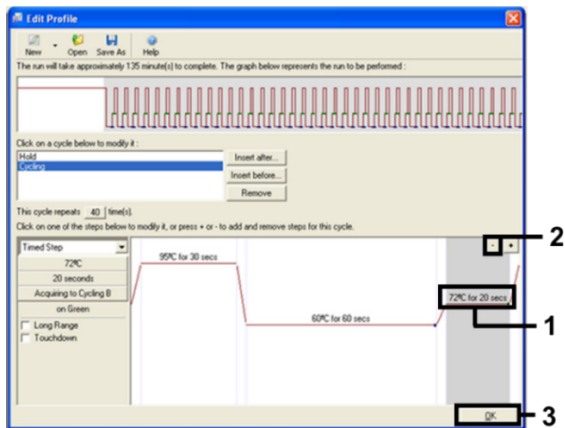 Edit Profile
New Open Save As Help
The run will take approximately 135 minute(s) to complete. The graph below represents the run to be performed :
Click on a cycle below to modify it :
Hold
Cycling
Insert after...
Insert before...
Remove
This cycle repeats 40 time(s).
Click on one of the steps below to modify it, or press + or - to add and remove steps for this cycle.
Timed Step
72ºC
20 seconds
Acquiring to Cycling B
on Green
Long Range
Touchdown
95ºC for 30 secs
60ºC for 60 secs
72ºC for 20 secs
- +
OK
2
1
3